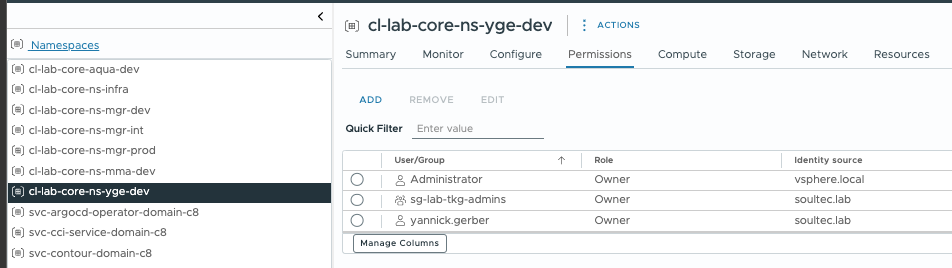 Namespaces
cl-lab-core-aqua-dev
cl-lab-core-ns-infra
cl-lab-core-ns-mgr-dev
cl-lab-core-ns-mgr-int
cl-lab-core-ns-mgr-prod
cl-lab-core-ns-mma-dev
cl-lab-core-ns-yge-dev
svc-argocd-operator-domain-c8
svc-cci-service-domain-c8
svc-contour-domain-c8
cl-lab-core-ns-yge-dev ACTIONS
Summary Monitor Configure Permissions Compute Storage Network Resources
ADD REMOVE EDIT
Quick Filter Enter value
User/Group Role Identity source
Administrator Owner vsphere.local
sg-lab-tkg-admins Owner soultec.lab
yannick.gerber Owner soultec.lab
Manage Columns